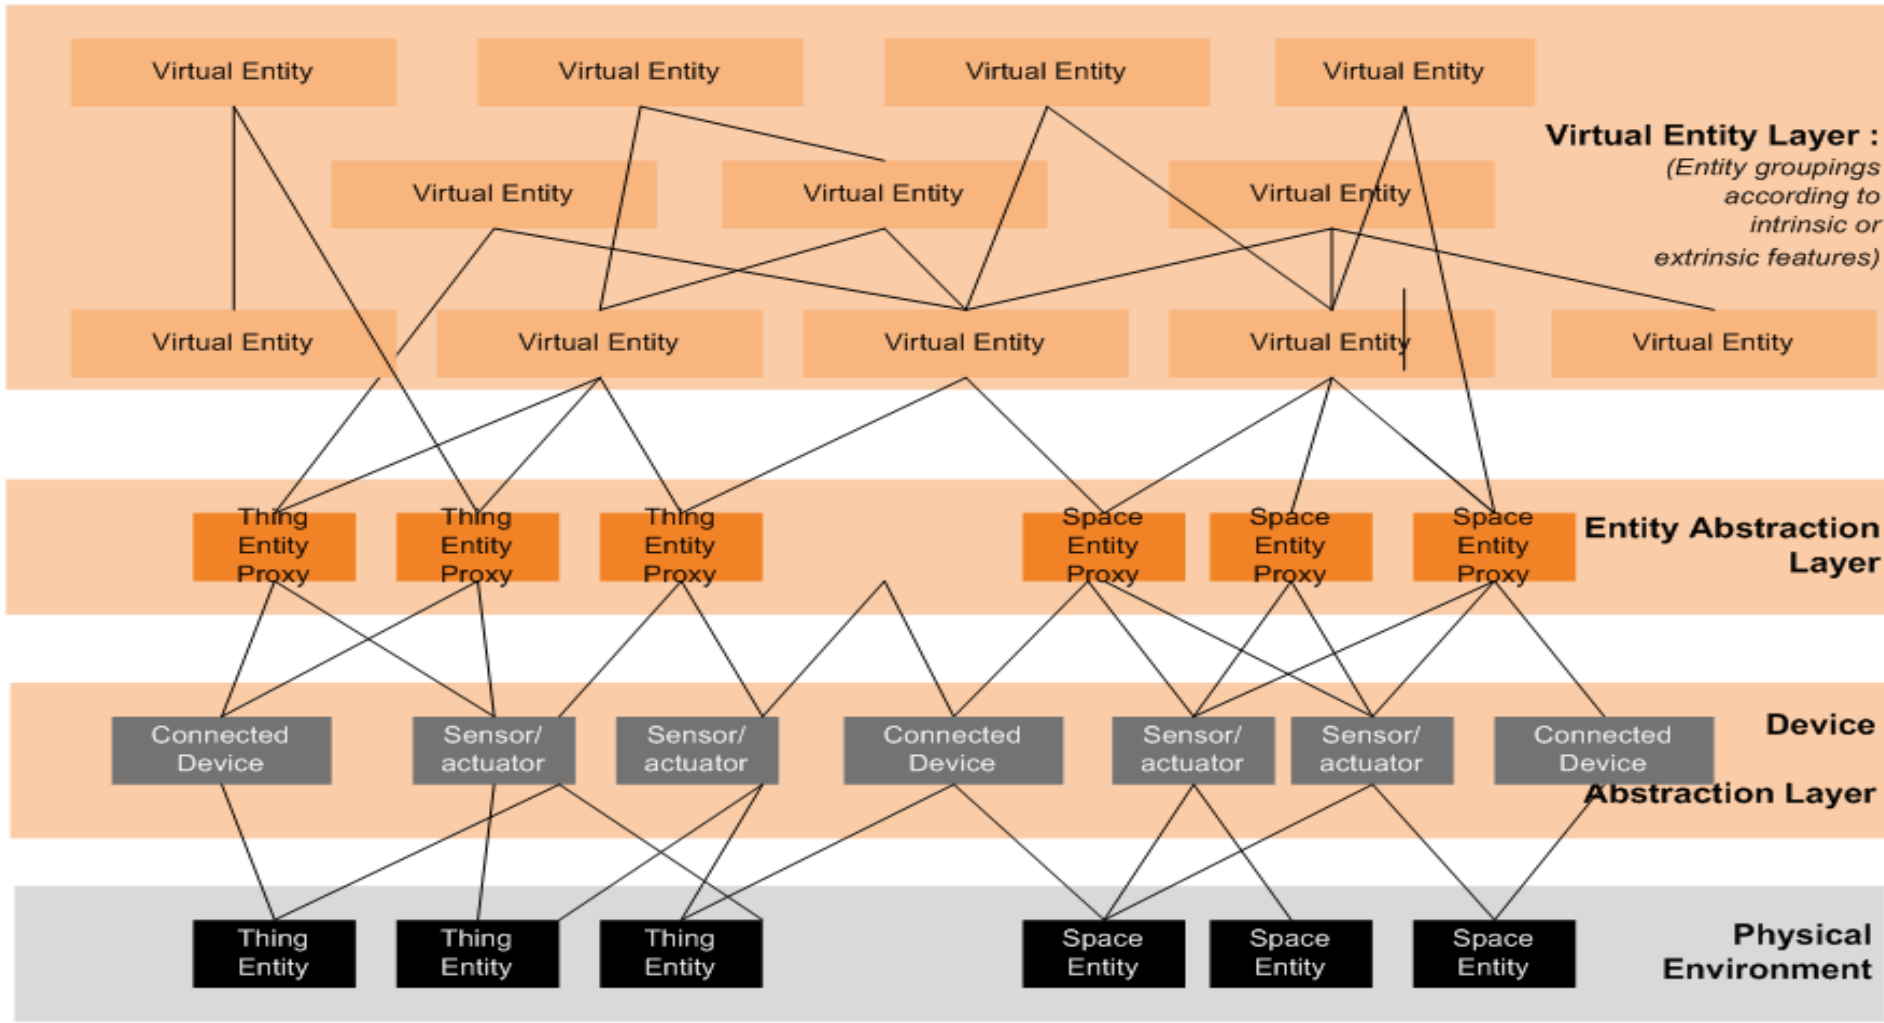 Virtual Entity
Virtual Entity
Virtual Entity
Virtual Entity
Virtual Entity Layer :
(Entity groupings
according to
intrinsic or
extrinsic features)
Virtual Entity
Virtual Entity
Virtual Entity
Virtual Entity
Virtual Entity
Virtual Entity
Virtual Entity
Virtual Entity
Thing
Entity
Proxy
Thing
Entity
Proxy
Thing
Entity
Proxy
Space
Entity
Proxy
Space
Entity
Proxy
Space
Entity
Proxy
Entity Abstraction
Layer
Connected
Device
Sensor/
actuator
Sensor/
actuator
Connected
Device
Sensor/
actuator
Sensor/
actuator
Connected
Device
Device
Abstraction Layer
Thing
Entity
Thing
Entity
Thing
Entity
Space
Entity
Space
Entity
Space
Entity
Physical
Environment